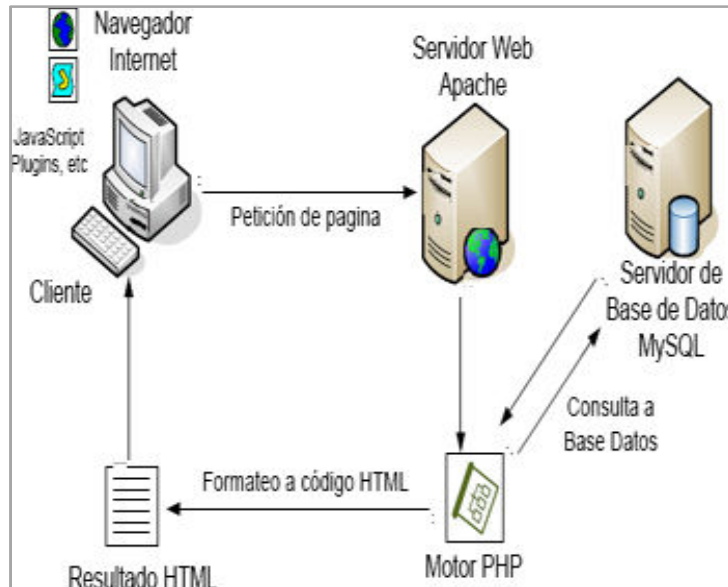 Navegador
Internet
JavaScript
Plugins, etc
Cliente
Servidor Web
Apache
Petición de pagina
Servidor de
Base de Datos
MySQL
Consulta a
Base Datos
Formateo a código HTML
Motor PHP
Resultado HTML